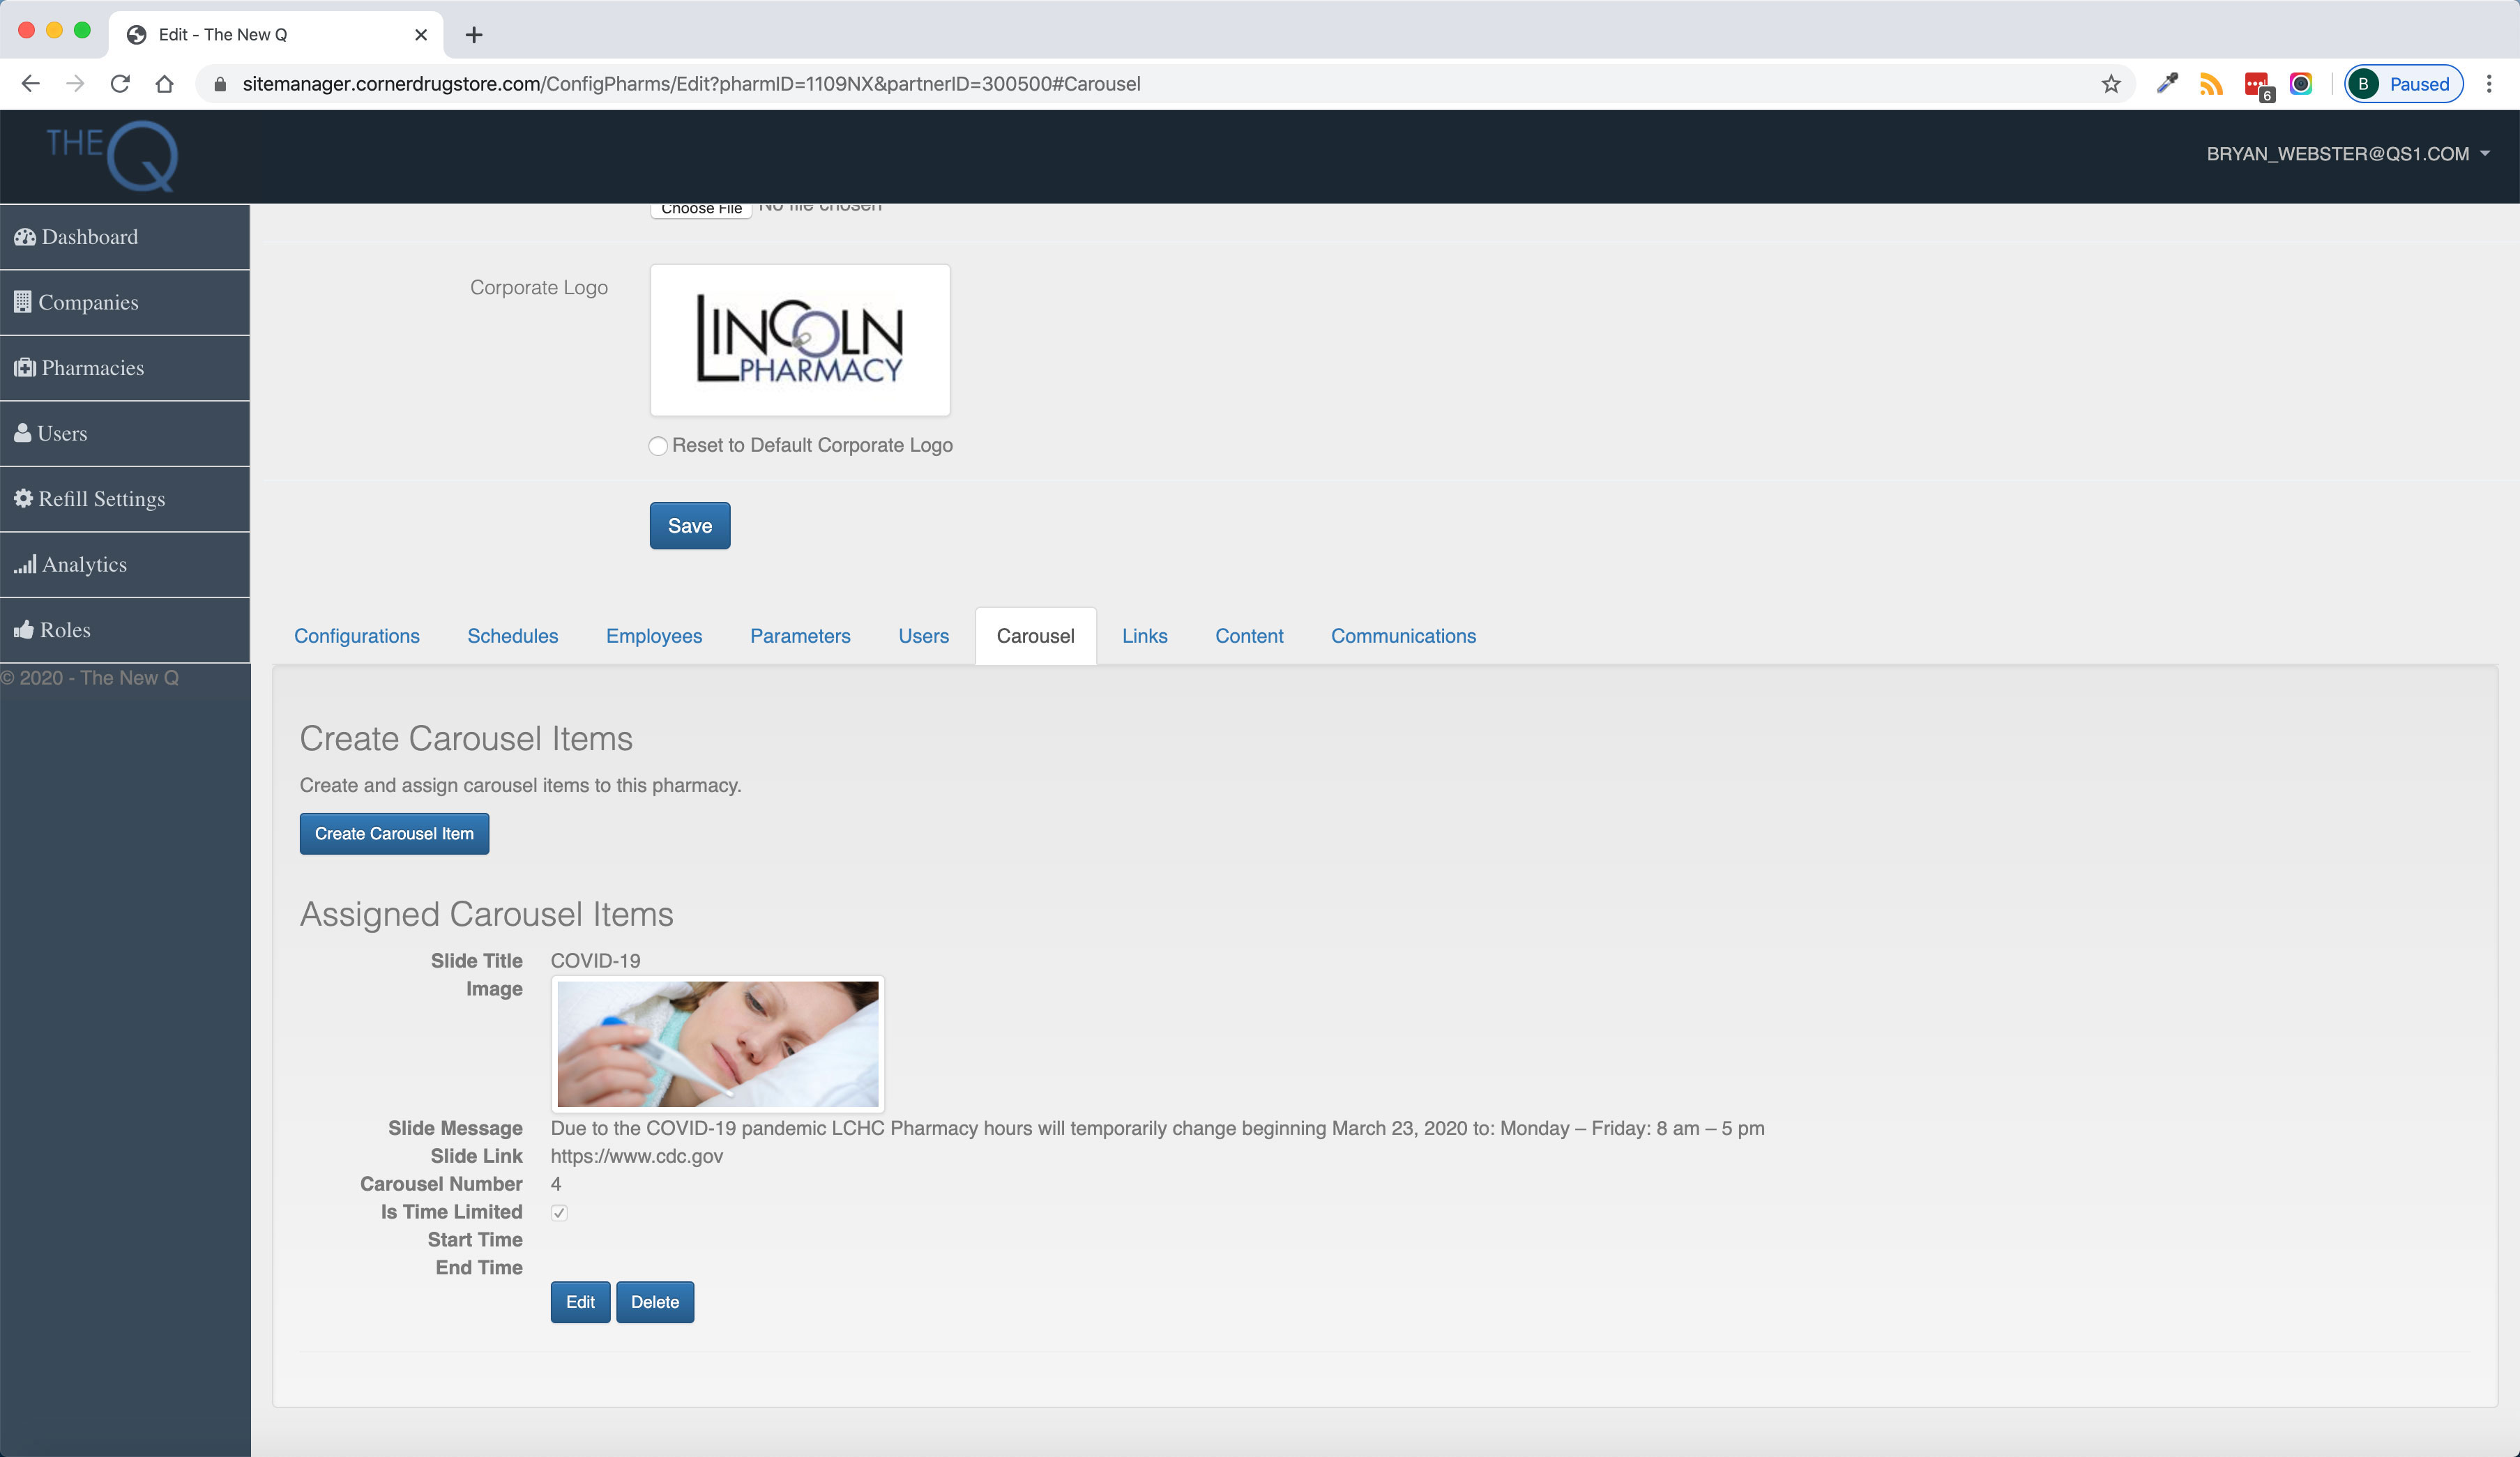 Edit - The New Q
sitemanager.cornerdrugstore.com/ConfigPharms/Edit?pharmID=1109NX&partnerID=300500#Carousel
6
B Paused
THE Q
BRYAN_WEBSTER@QS1.COM
Dashboard
Companies
Pharmacies
Users
Refill Settings
Analytics
Roles
© 2020 - The New Q
Choose File No file chosen
Corporate Logo
LINCOLN
PHARMACY
Reset to Default Corporate Logo
Save
Configurations Schedules Employees Parameters Users Carousel Links Content Communications
Create Carousel Items
Create and assign carousel items to this pharmacy.
Create Carousel Item
Assigned Carousel Items
Slide Title COVID-19
Image
Slide Message Due to the COVID-19 pandemic LCHC Pharmacy hours will temporarily change beginning March 23, 2020 to: Monday – Friday: 8 am – 5 pm
Slide Link https://www.cdc.gov
Carousel Number 4
Is Time Limited
Start Time
End Time
Edit Delete